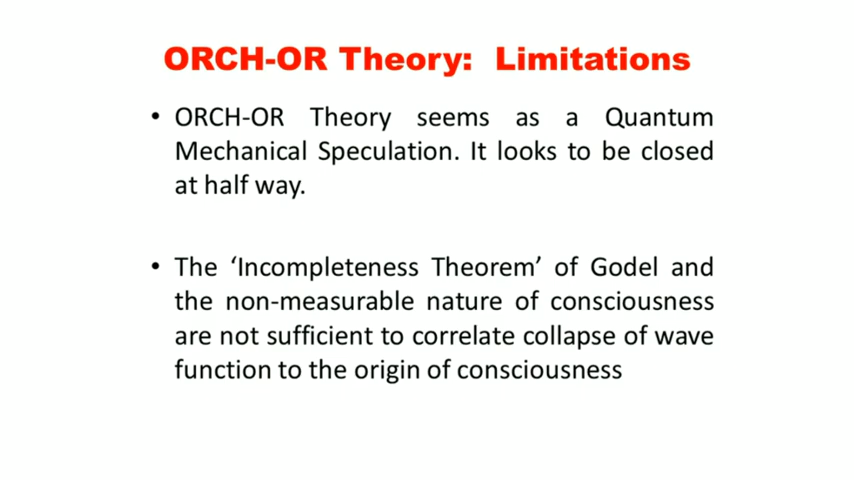 ORCH-OR Theory: Limitations
• ORCH-OR Theory seems as a Quantum
Mechanical Speculation. It looks to be closed
at half way.
• The ‘Incompleteness Theorem’ of Godel and
the non-measurable nature of consciousness
are not sufficient to correlate collapse of wave
function to the origin of consciousness